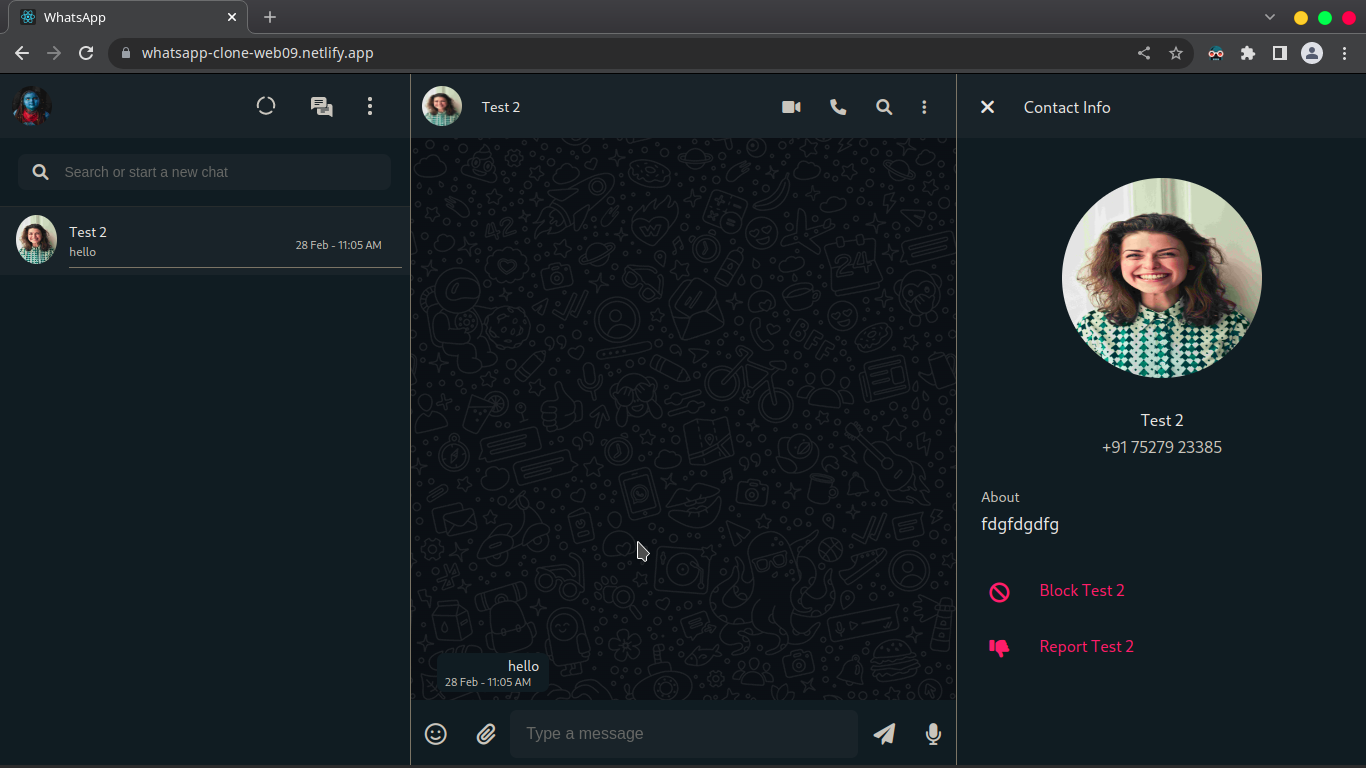 WhatsApp
whatsapp-clone-web09.netlify.app
Search or start a new chat
Test 2
hello
28 Feb - 11:05 AM
Test 2
24
OFF
hello
28 Feb - 11:05 AM
Type a message
Contact Info
Test 2
+91 75279 23385
About
fdgfdgdfg
Block Test 2
Report Test 2